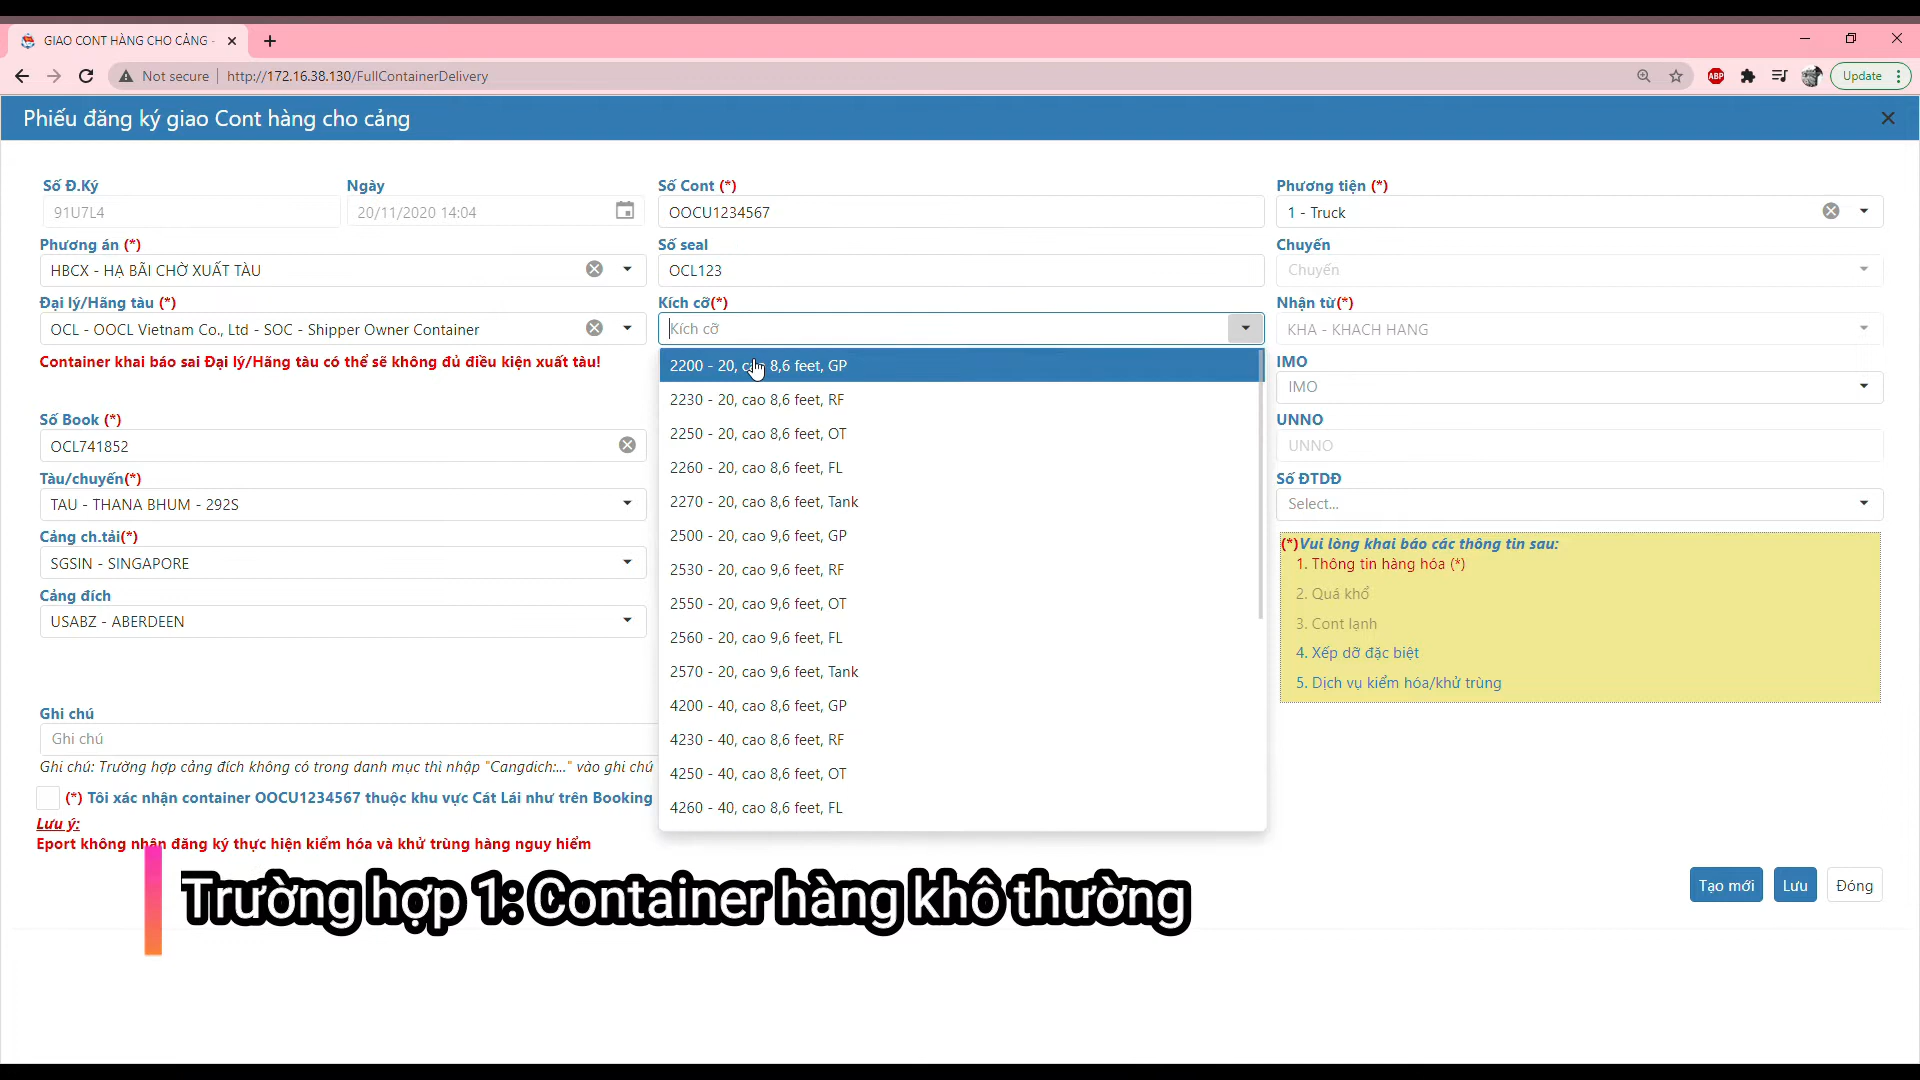 GIAO CONT HÀNG CHO CẢNG -
Not secure
http://172.16.38.130/FullContainerDelivery
ABP
Update
Phiếu đăng ký giao Cont hàng cho cảng
Số Đ.Ký
Ngày
91U7L4
20/11/2020 14:04
Phương án (*)
HBCX - HẠ BÃI CHỜ XUẤT TÀU
Đại lý/Hãng tàu (*)
OCL - OOCL Vietnam Co., Ltd - SOC - Shipper Owner Container
Container khai báo sai Đại lý/Hãng tàu có thể sẽ không đủ điều kiện xuất tàu!
Số Book (*)
OCL741852
Tàu/chuyến(*)
TAU - THANA BHUM - 292S
Cảng ch.tải(*)
SGSIN - SINGAPORE
Cảng đích
USABZ - ABERDEEN
Ghi chú
Ghi chú
Ghi chú: Trường hợp cảng đích không có trong danh mục thì nhập "Cangdich:..." vào ghi chú
(*) Tôi xác nhận container OOCU1234567 thuộc khu vực Cát Lái như trên Booking
Lưu ý:
Eport không nhận đăng ký thực hiện kiểm hóa và khử trùng hàng nguy hiểm
Số Cont (*)
OOCU1234567
Số seal
OCL123
Kích cỡ(*)
Kích cỡ
2200 - 20, cao 8,6 feet, GP
2230 - 20, cao 8,6 feet, RF
2250 - 20, cao 8,6 feet, OT
2260 - 20, cao 8,6 feet, FL
2270 - 20, cao 8,6 feet, Tank
2500 - 20, cao 9,6 feet, GP
2530 - 20, cao 9,6 feet, RF
2550 - 20, cao 9,6 feet, OT
2560 - 20, cao 9,6 feet, FL
2570 - 20, cao 9,6 feet, Tank
4200 - 40, cao 8,6 feet, GP
4230 - 40, cao 8,6 feet, RF
4250 - 40, cao 8,6 feet, OT
4260 - 40, cao 8,6 feet, FL
Phương tiện (*)
1 - Truck
Chuyến
Chuyến
Nhận từ(*)
KHA - KHACH HANG
IMO
IMO
UNNO
UNNO
Số ĐTDĐ
Select...
(*)Vui lòng khai báo các thông tin sau:
1. Thông tin hàng hóa (*)
2. Quá khổ
3. Cont lạnh
4. Xếp dỡ đặc biệt
5. Dịch vụ kiểm hóa/khử trùng
Tạo mới
Lưu
Đóng
Trường hợp 1: Container hàng khô thường